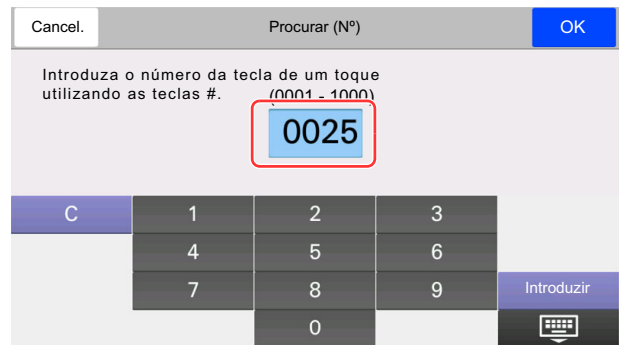 Cancel. Procurar (Nº) OK
Introduza o número da tecla de um toque
utilizando as teclas #. (0001 - 1000)
0025
C 1 2 3
4 5 6
7 8 9 Introduzir
0